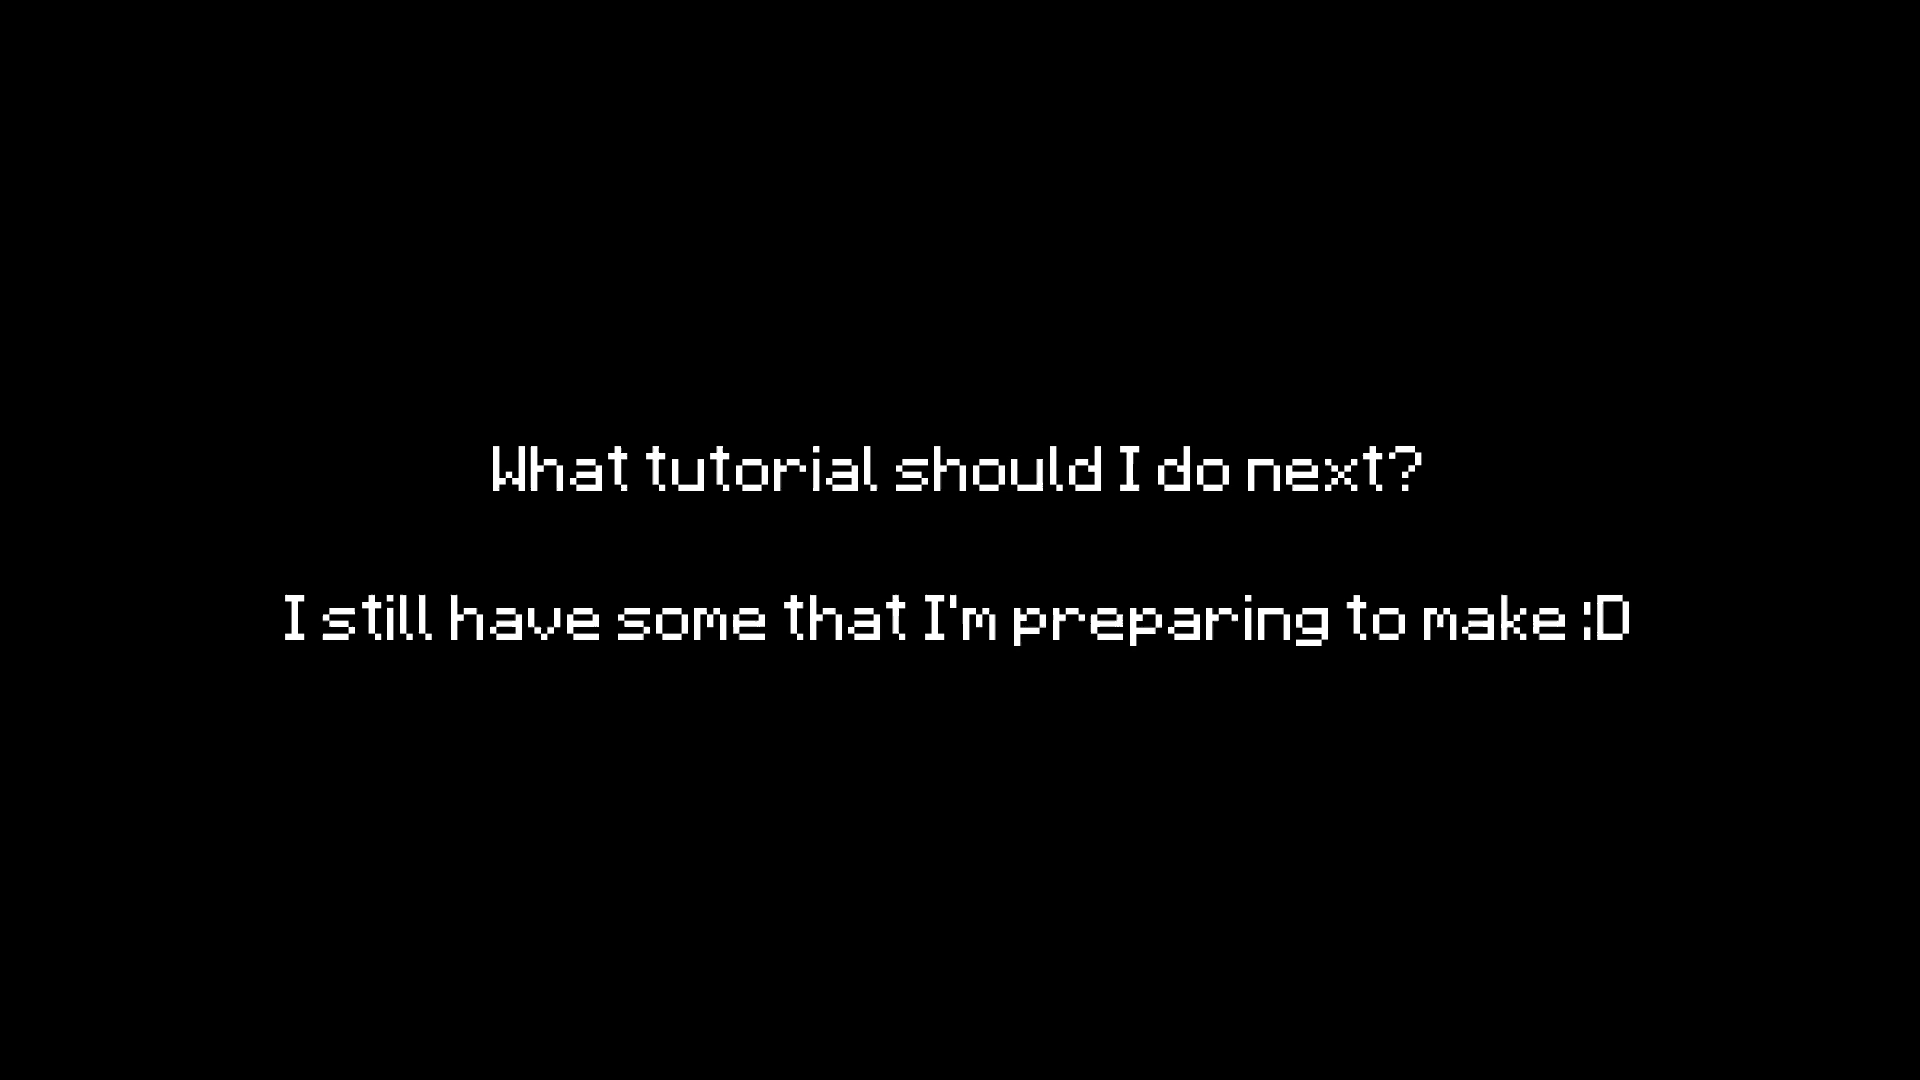 What tutorial should I do next?
I still have some that I'm preparing to make :D